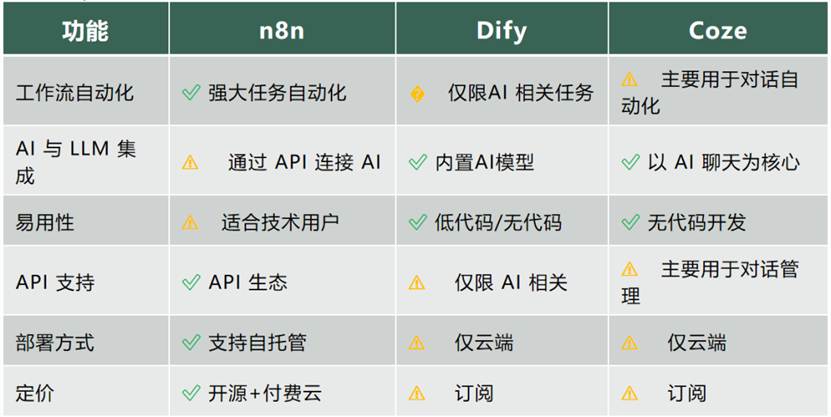 功能 n8n Dify Coze
工作流自动化 ✅ 强大任务自动化 � 仅限AI 相关任务 ⚠ 主要用于对话自
动化
AI 与 LLM 集
成 ⚠ 通过 API 连接 AI ✅ 内置AI模型 ✅ 以 AI 聊天为核心
易用性 ⚠ 适合技术用户 ✅ 低代码/无代码 ✅ 无代码开发
API 支持 ✅ API 生态 ⚠ 仅限 AI 相关 ⚠ 主要用于对话管
理
部署方式 ✅ 支持自托管 ⚠ 仅云端 ⚠ 仅云端
定价 ✅ 开源+付费云 ⚠ 订阅 ⚠ 订阅